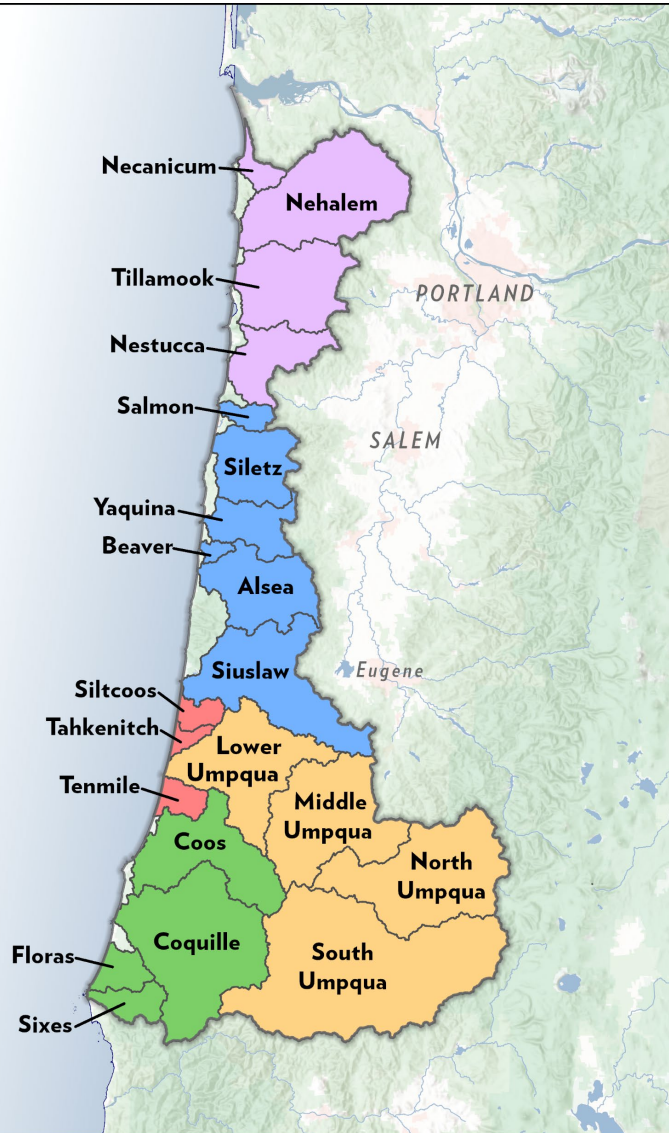 Necanicum
Nehalem
Tillamook
PORTLAND
Nestucca
Salmon
SALEM
Siletz
Yaquina
Beaver
Alsea
Siuslaw
Eugene
Siltcoos
Tahkenitch
Lower
Umpqua
Tenmile
Middle
Umpqua
Coos
North
Umpqua
Coquille
South
Umpqua
Floras
Sixes